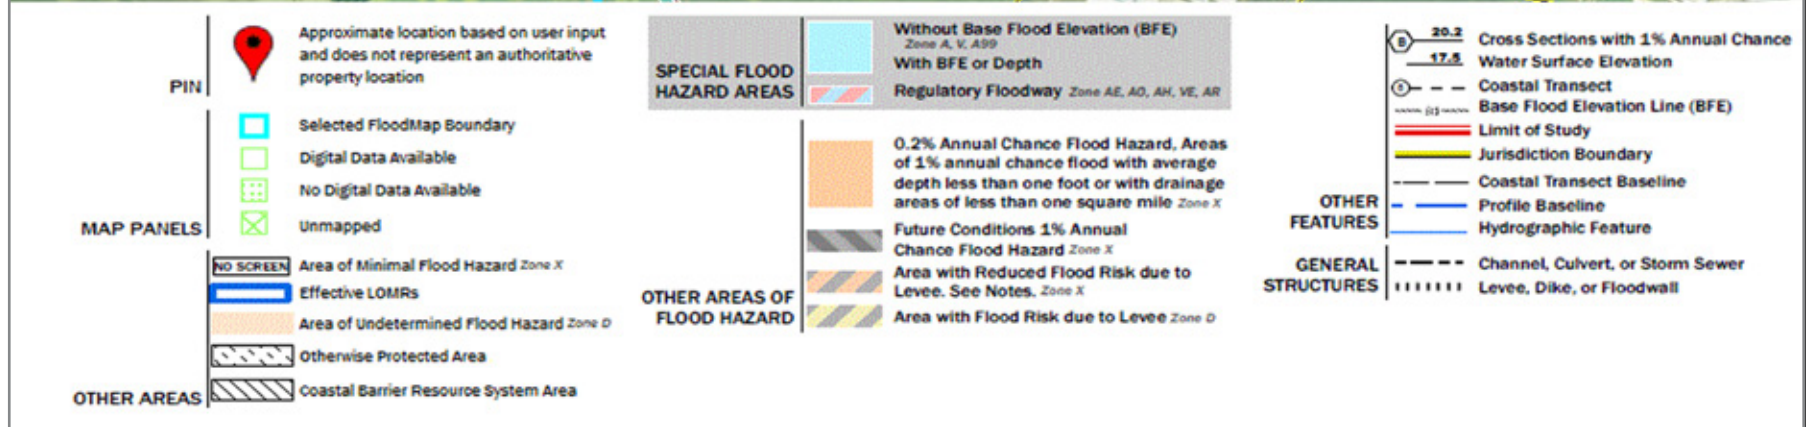 PIN
Approximate location based on user input
and does not represent an authoritative
property location
MAP PANELS
Selected FloodMap Boundary
Digital Data Available
No Digital Data Available
Unmapped
OTHER AREAS
NO SCREEN Area of Minimal Flood Hazard Zone X
Effective LOMRs
Area of Undetermined Flood Hazard Zone D
Otherwise Protected Area
Coastal Barrier Resource System Area
SPECIAL FLOOD
HAZARD AREAS
Without Base Flood Elevation (BFE)
Zone A, V, A99
With BFE or Depth
Regulatory Floodway Zone AE, AO, AH, VE, AR
OTHER AREAS OF
FLOOD HAZARD
0.2% Annual Chance Flood Hazard, Areas
of 1% annual chance flood with average
depth less than one foot or with drainage
areas of less than one square mile Zone X
Future Conditions 1% Annual
Chance Flood Hazard Zone X
Area with Reduced Flood Risk due to
Levee. See Notes. Zone X
Area with Flood Risk due to Levee Zone D
OTHER
FEATURES
B 20.2 Cross Sections with 1% Annual Chance
17.5 Water Surface Elevation
8 Coastal Transect
Base Flood Elevation Line (BFE)
Limit of Study
Jurisdiction Boundary
Coastal Transect Baseline
Profile Baseline
Hydrographic Feature
GENERAL
STRUCTURES
Channel, Culvert, or Storm Sewer
Levee, Dike, or Floodwall